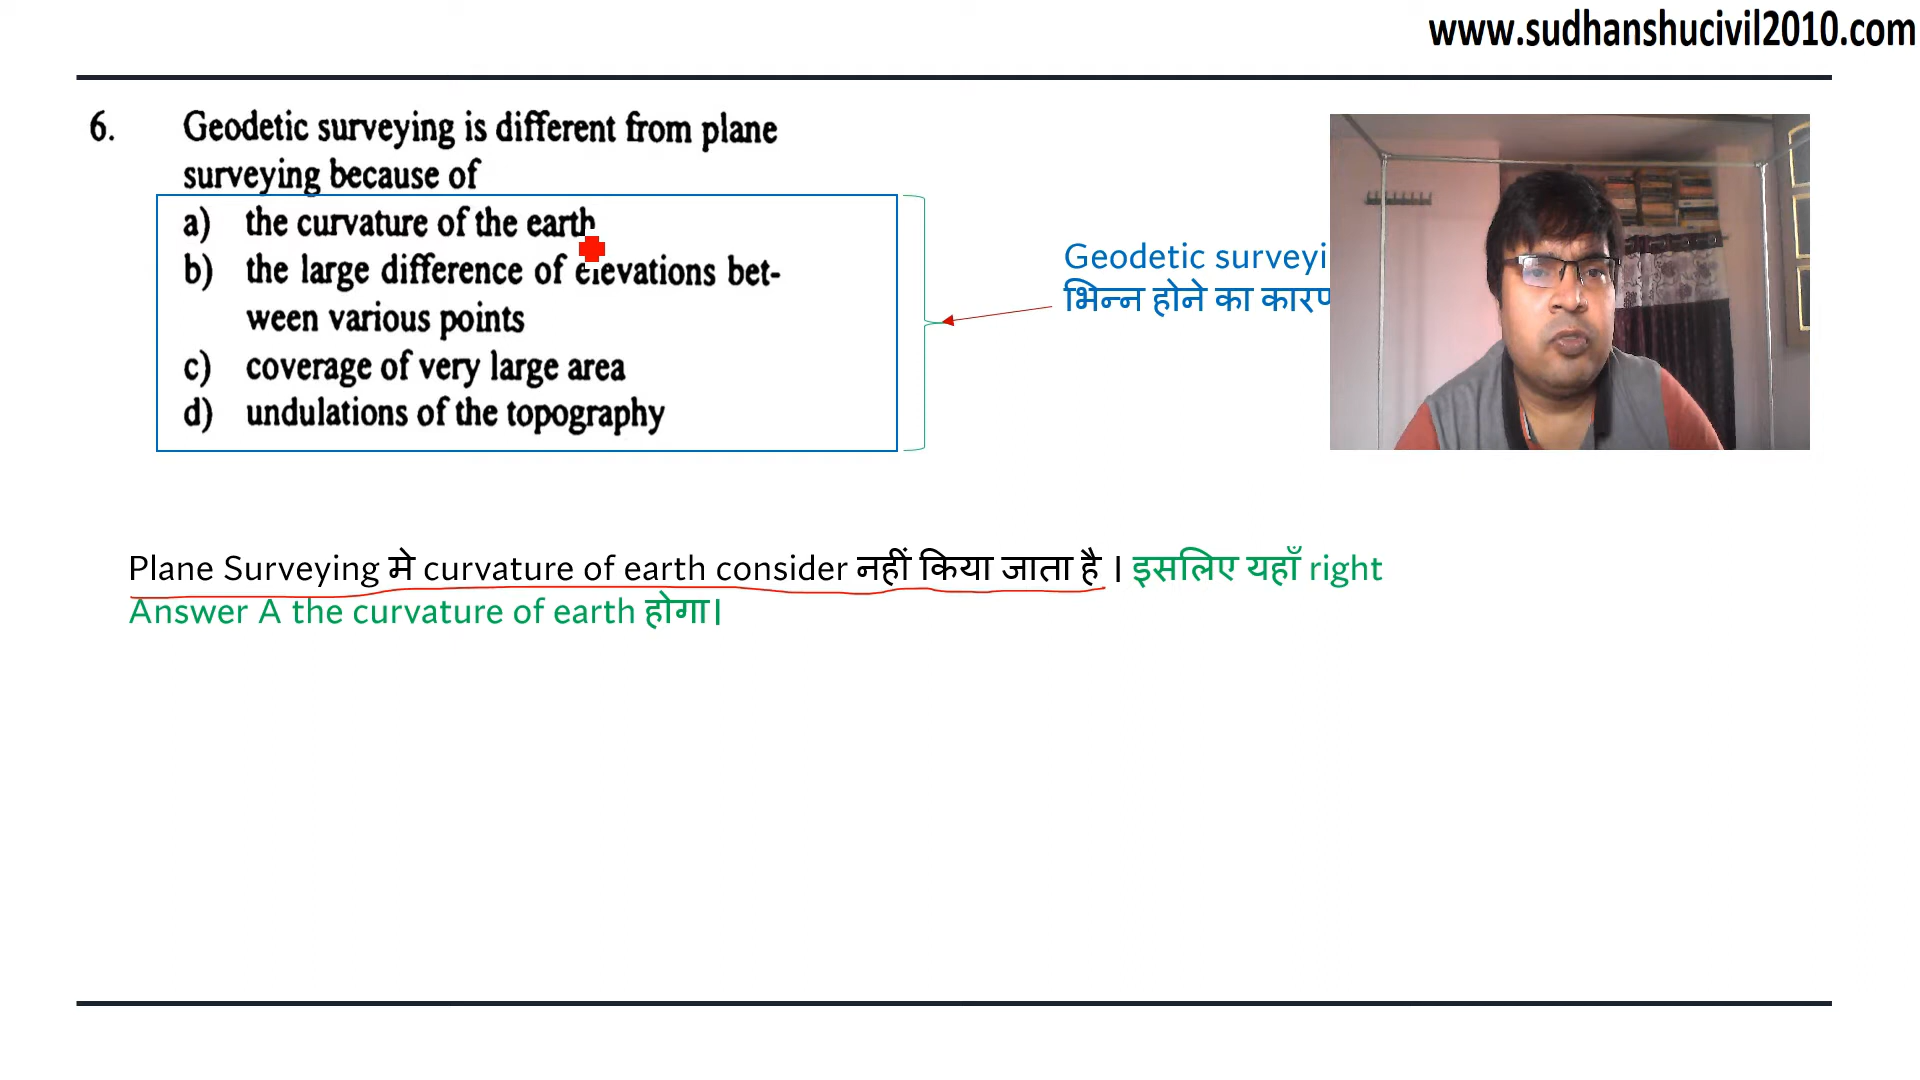 www.sudhanshucivil2010.com
6. Geodetic surveying is different from plane
surveying because of
a) the curvature of the earth
b) the large difference of elevations bet-
ween various points
c) coverage of very large area
d) undulations of the topography
Geodetic surveyi
भिन्न होने का कारण
Plane Surveying मे curvature of earth consider नहीं किया जाता है । इसलिए यहाँ right
Answer A the curvature of earth होगा।